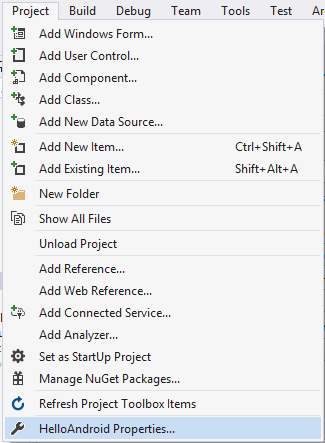 Project Build Debug Team Tools Test
Add Windows Form...
Add User Control...
Add Component...
Add Class...
Add New Data Source...
Add New Item... Ctrl+Shift+A
Add Existing Item... Shift+Alt+A
New Folder
Show All Files
Unload Project
Add Reference...
Add Web Reference...
Add Connected Service...
Add Analyzer...
Set as StartUp Project
Manage NuGet Packages...
Refresh Project Toolbox Items
HelloAndroid Properties...